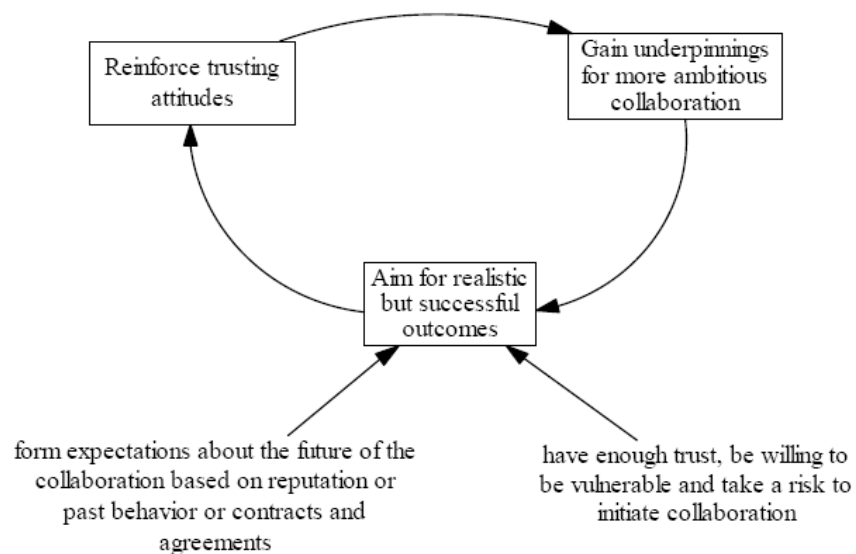 Reinforce trusting
attitudes
Gain underpinnings
for more ambitious
collaboration
Aim for realistic
but successful
outcomes
form expectations about the future of the
collaboration based on reputation or
past behavior or contracts and
agreements
have enough trust, be willing to
be vulnerable and take a risk to
initiate collaboration